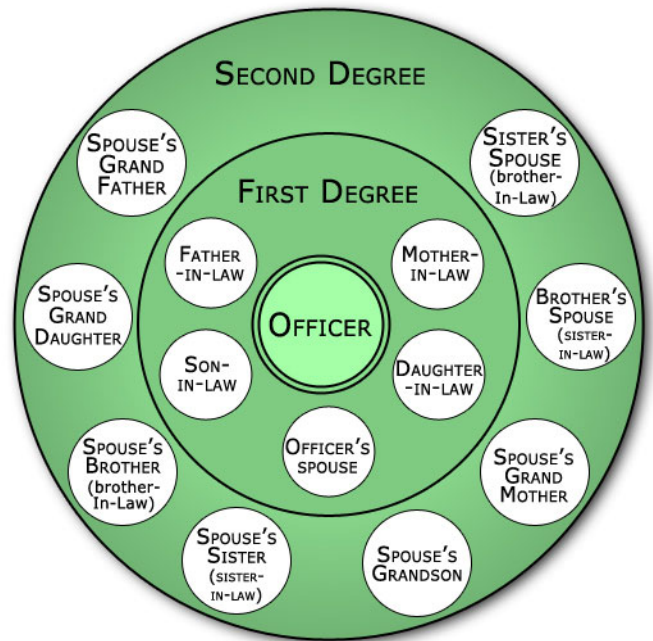 SECOND DEGREE
SPOUSE'S
GRAND
FATHER
SISTER'S
SPOUSE
(brother-
In-Law)
FIRST DEGREE
FATHER
-IN-LAW
MOTHER-
IN-LAW
SPOUSE'S
GRAND
DAUGHTER
OFFICER
BROTHER'S
SPOUSE
(SISTER-
IN-LAW)
SON-
IN-LAW
DAUGHTER
-IN-LAW
SPOUSE'S
BROTHER
(brother-
In-Law)
OFFICER'S
SPOUSE
SPOUSE'S
GRAND
MOTHER
SPOUSE'S
SISTER
(SISTER-
IN-LAW)
SPOUSE'S
GRANDSON